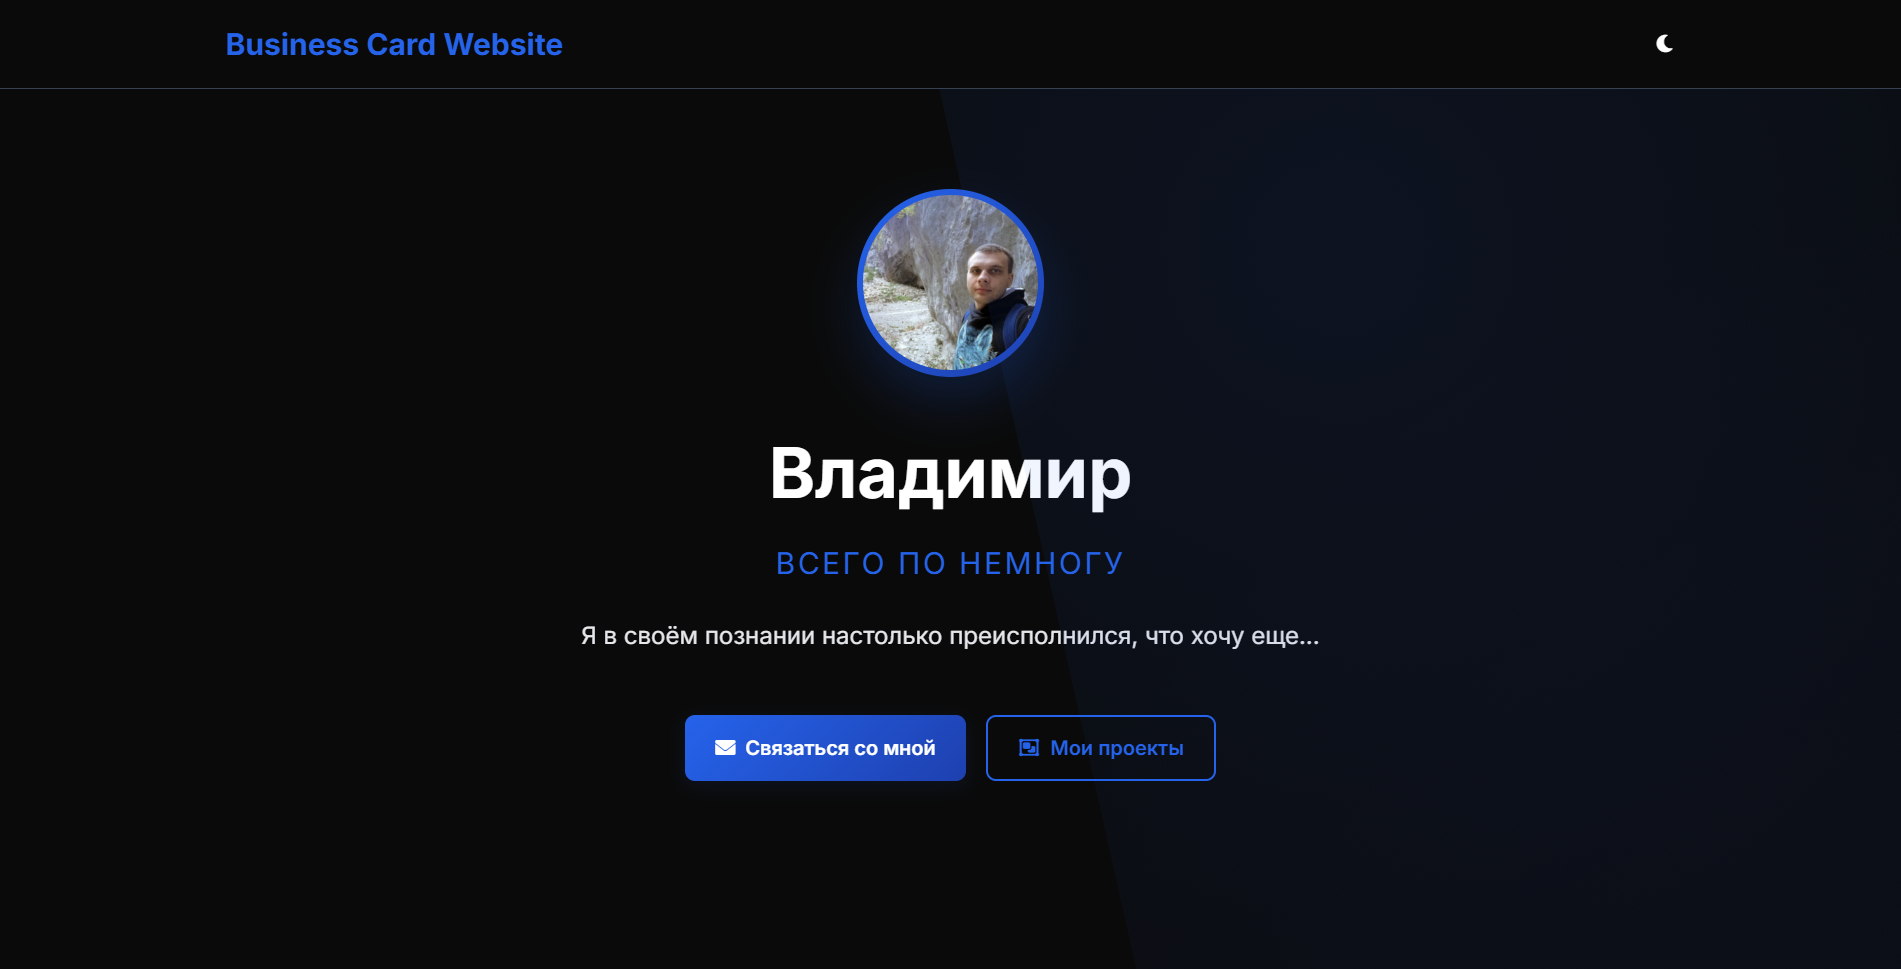 Business Card Website
Владимир
ВСЕГО ПО НЕМНОГУ
Я в своём познании настолько преисполнился, что хочу еще...
Связаться со мной
Мои проекты